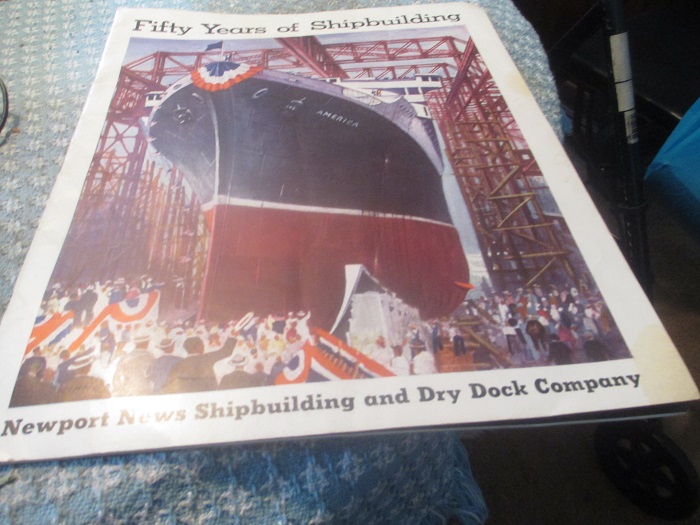 Fifty Years of Shipbuilding
AMERICA
Newport News Shipbuilding and Dry Dock Company